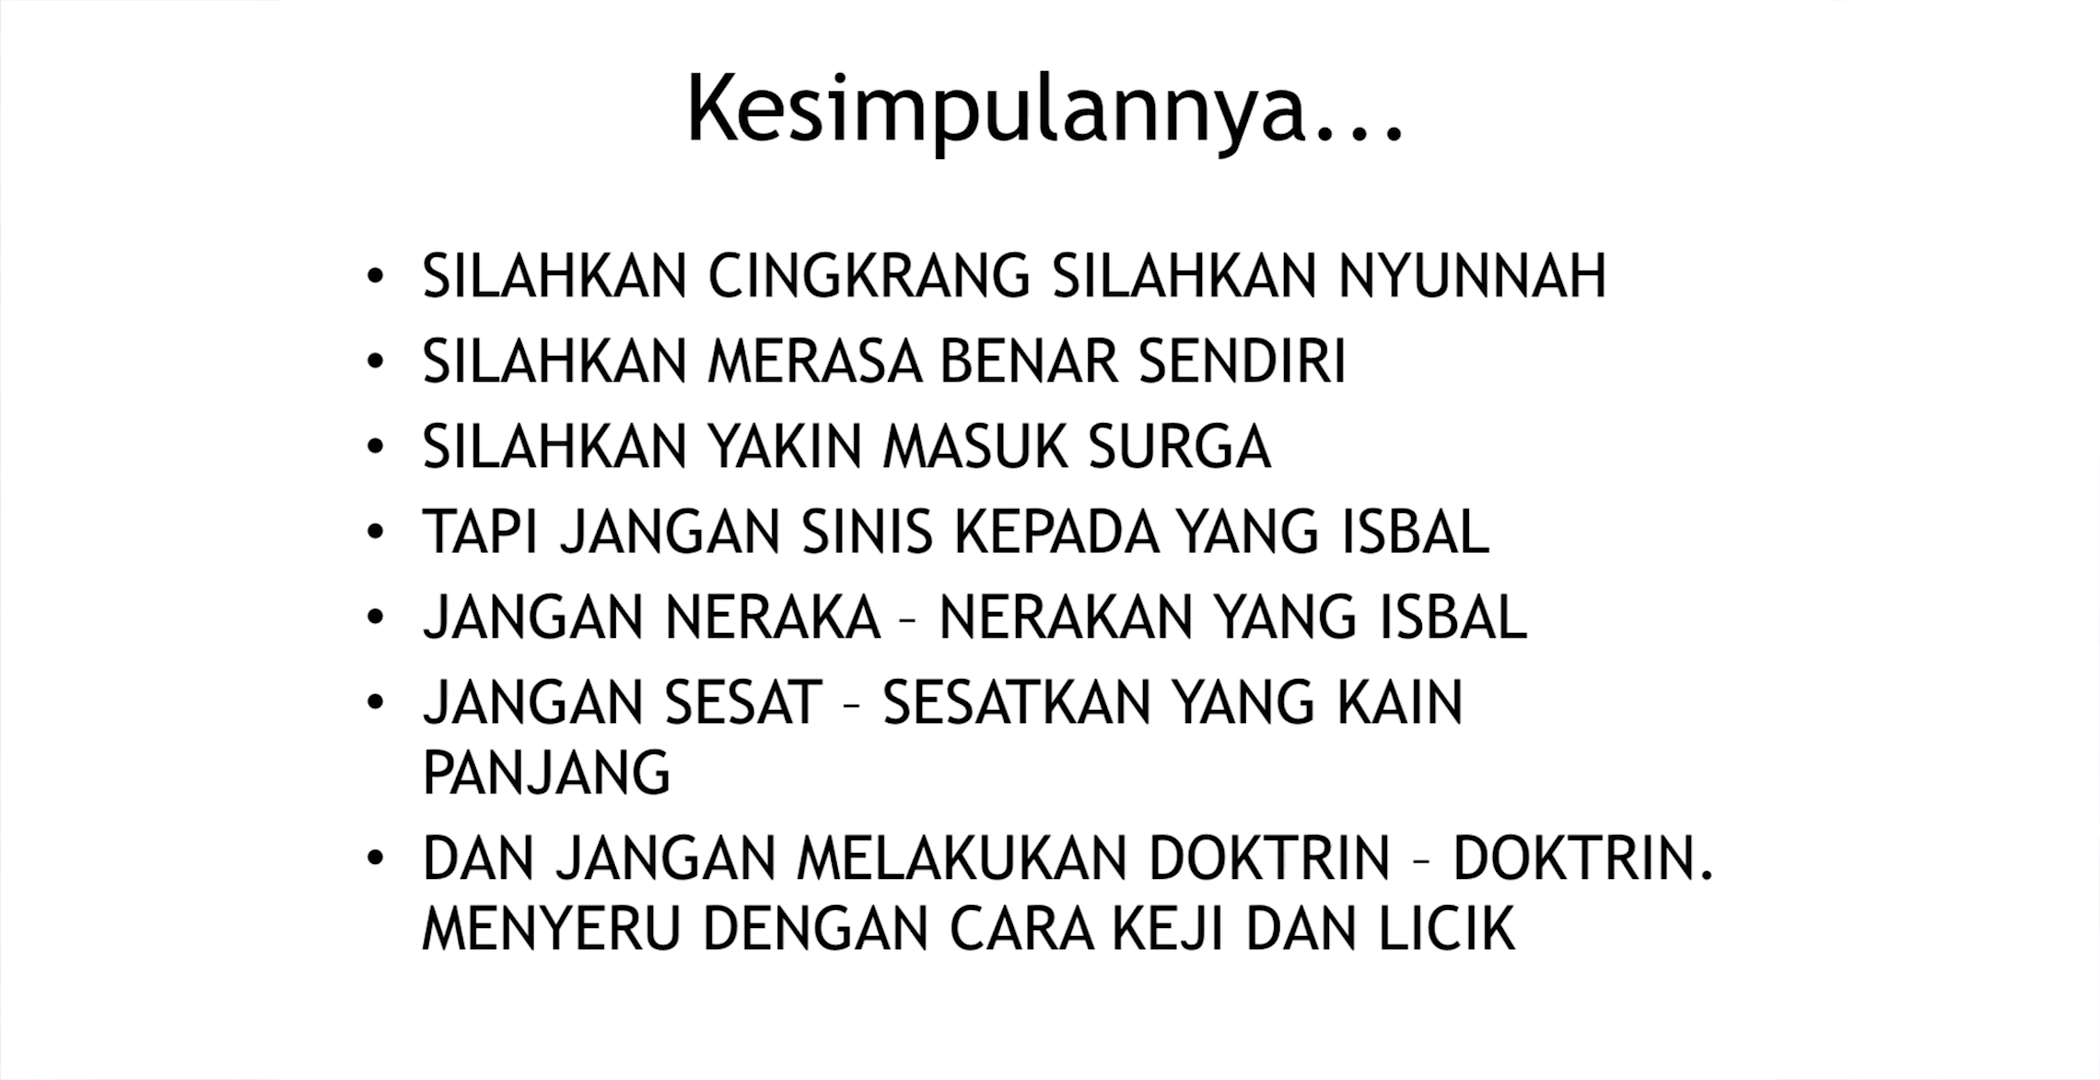 Kesimpulannya...
• SILAHKAN CINGKRANG SILAHKAN NYUNNAH
• SILAHKAN MERASA BENAR SENDIRI
• SILAHKAN YAKIN MASUK SURGA
• TAPI JANGAN SINIS KEPADA YANG ISBAL
• JANGAN NERAKA – NERAKAN YANG ISBAL
• JANGAN SESAT – SESATKAN YANG KAIN
PANJANG
• DAN JANGAN MELAKUKAN DOKTRIN – DOKTRIN.
MENYERU DENGAN CARA KEJI DAN LICIK